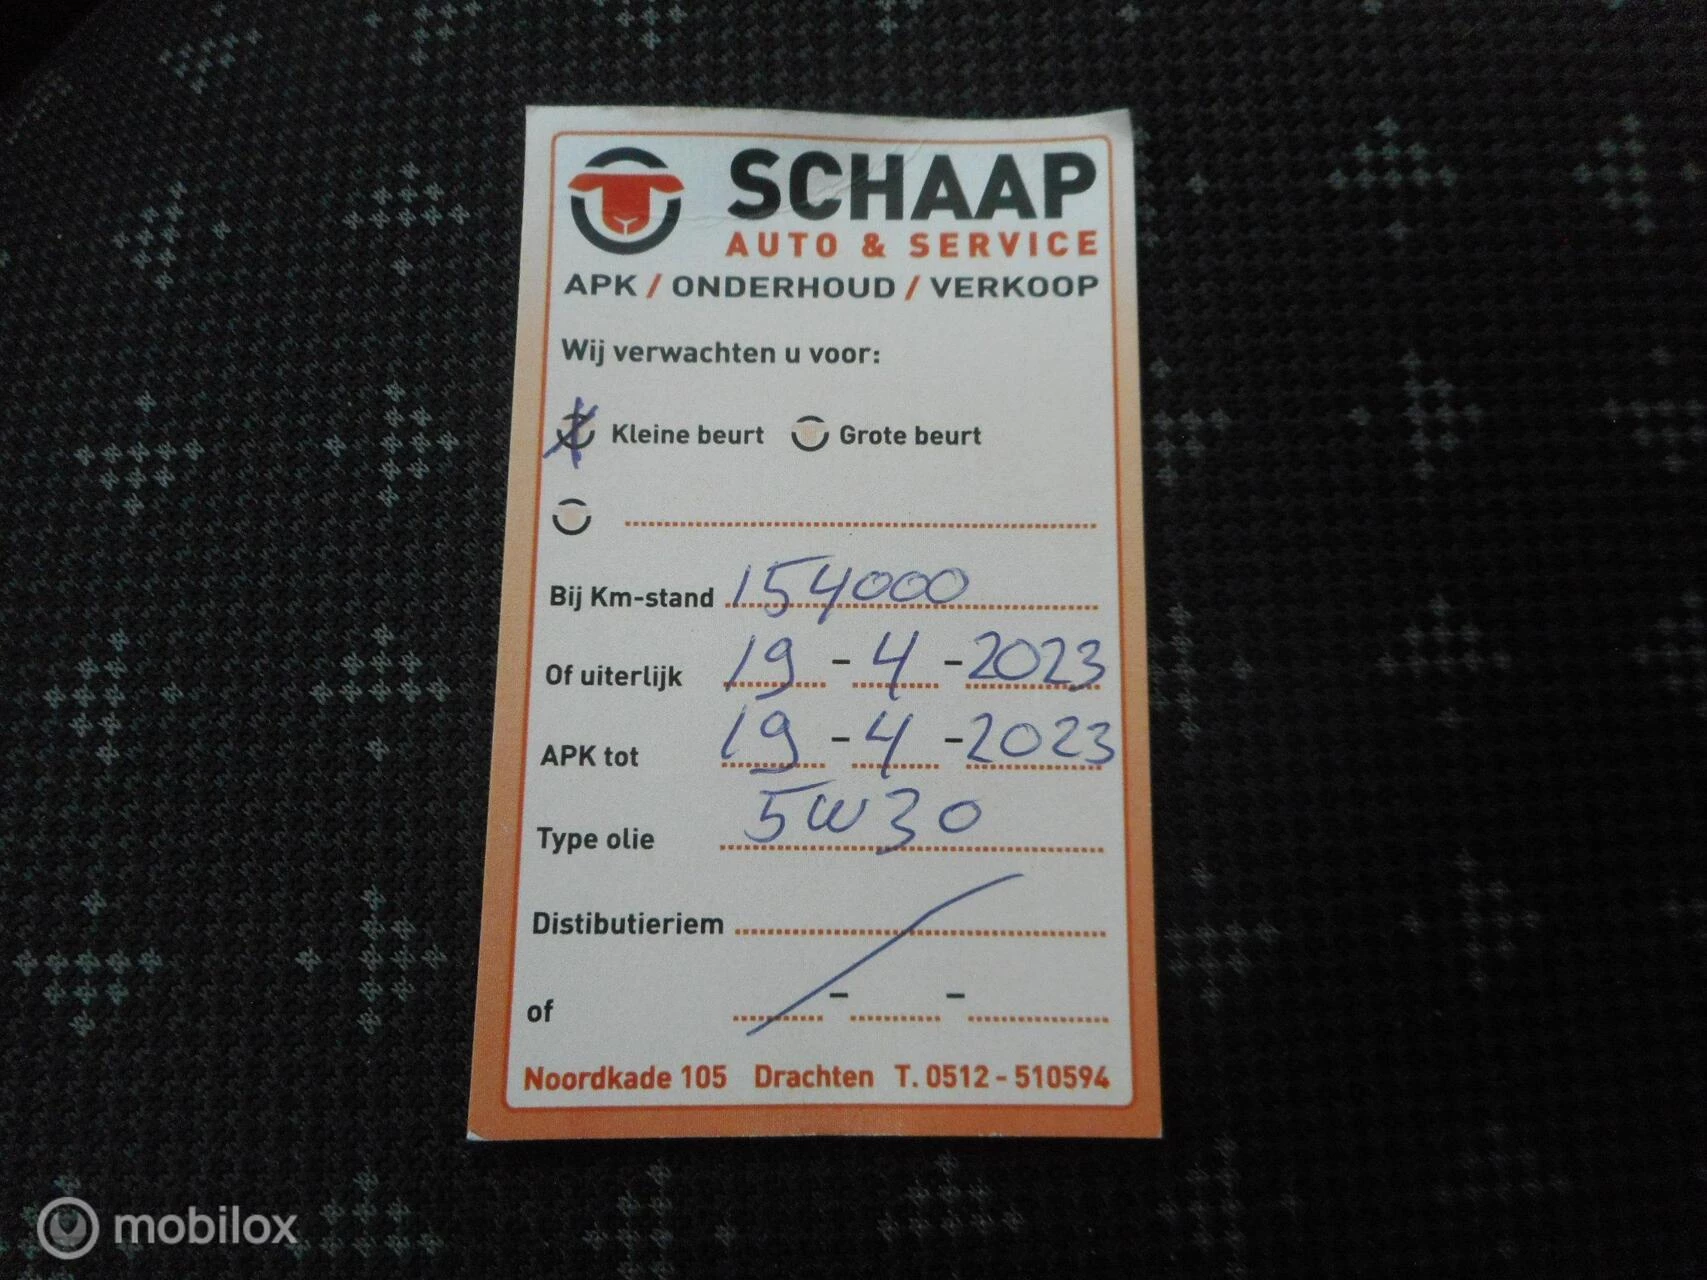 SCHAAP
AUTO & SERVICE
APK / ONDERHOUD / VERKOOP
Wij verwachten u voor:
Kleine beurt Grote beurt
Bij Km-stand 154000
Of uiterlijk 19 - 4 - 2023
APK tot 19 - 4 - 2023
Type olie 5W30
Distibutieriem
of - -
Noordkade 105 Drachten T. 0512 - 510594
mobilox